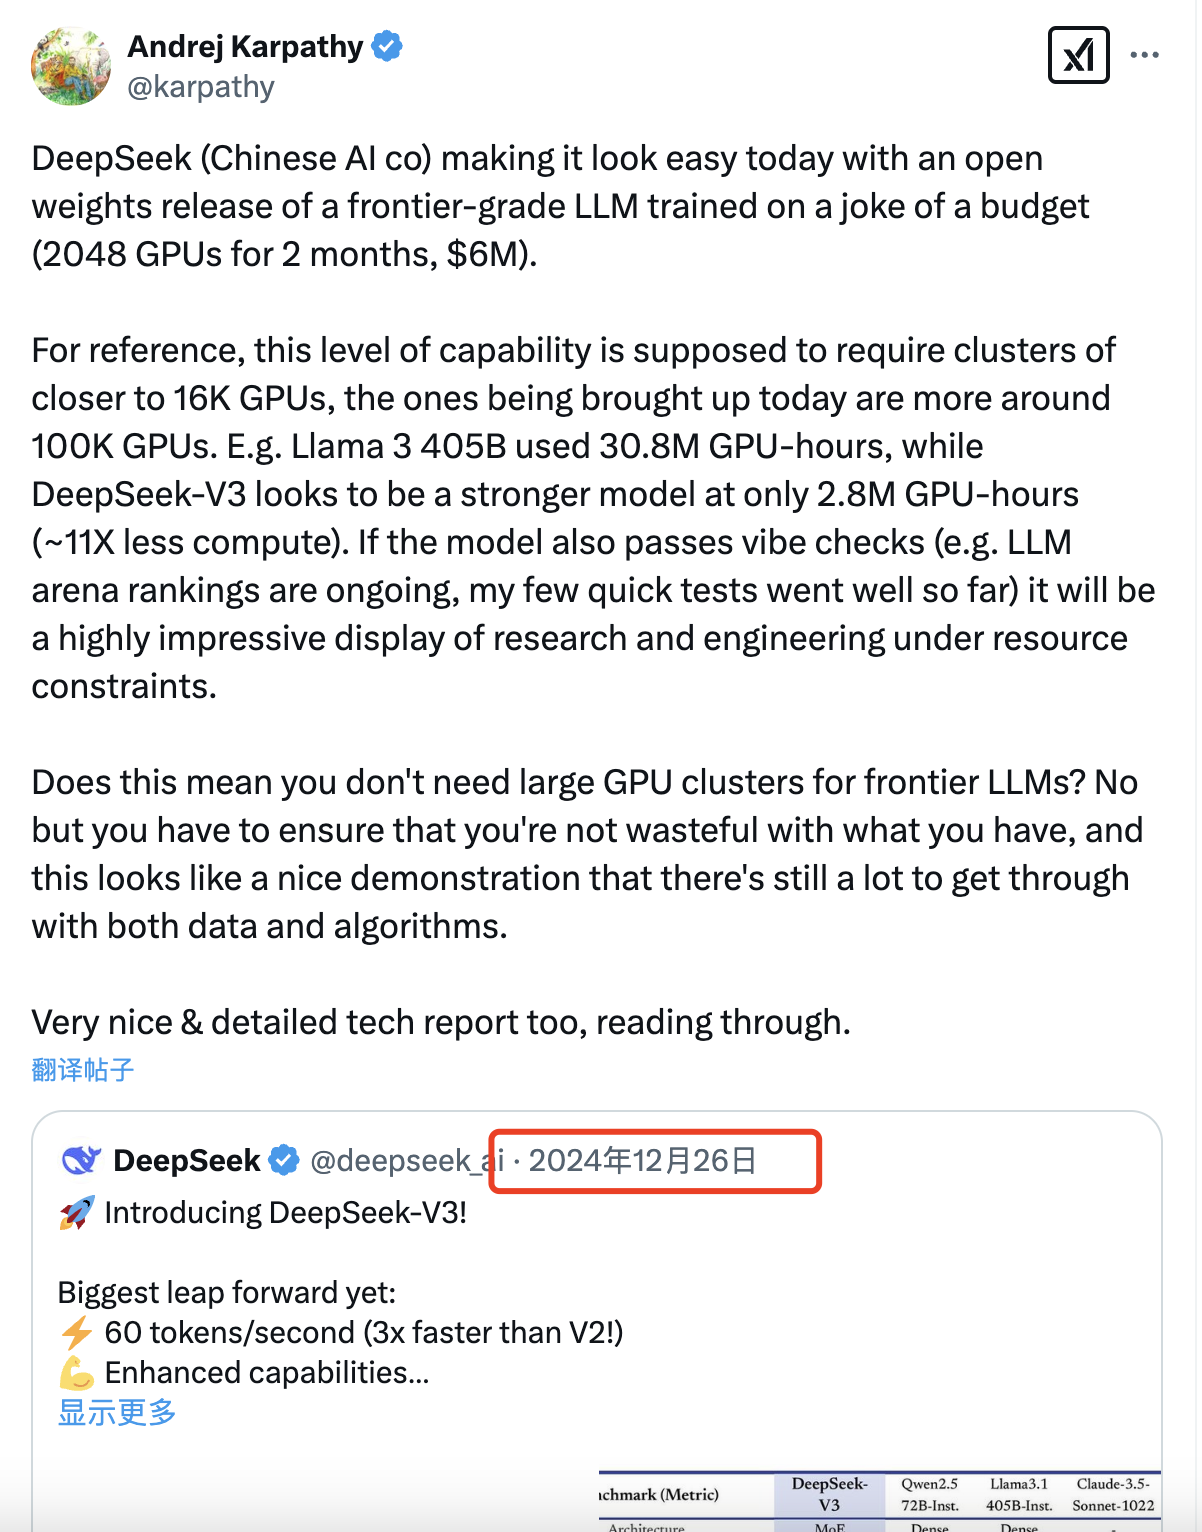 Andrej Karpathy
@karpathy
DeepSeek (Chinese AI co) making it look easy today with an open
weights release of a frontier-grade LLM trained on a joke of a budget
(2048 GPUs for 2 months, $6M).
For reference, this level of capability is supposed to require clusters of
closer to 16K GPUs, the ones being brought up today are more around
100K GPUs. E.g. Llama 3 405B used 30.8M GPU-hours, while
DeepSeek-V3 looks to be a stronger model at only 2.8M GPU-hours
(~11X less compute). If the model also passes vibe checks (e.g. LLM
arena rankings are ongoing, my few quick tests went well so far) it will be
a highly impressive display of research and engineering under resource
constraints.
Does this mean you don't need large GPU clusters for frontier LLMs? No
but you have to ensure that you're not wasteful with what you have, and
this looks like a nice demonstration that there's still a lot to get through
with both data and algorithms.
Very nice & detailed tech report too, reading through.
翻译帖子
DeepSeek @deepseek_ai · 2024年12月26日
🚀 Introducing DeepSeek-V3!
Biggest leap forward yet:
⚡ 60 tokens/second (3x faster than V2!)
💪 Enhanced capabilities...
显示更多
chmark (Metric) DeepSeek-V3 Qwen2.5 72B-Inst. Llama3.1 405B-Inst. Claude-3.5-Sonnet-1022
Architecture MoE Dense Dense -